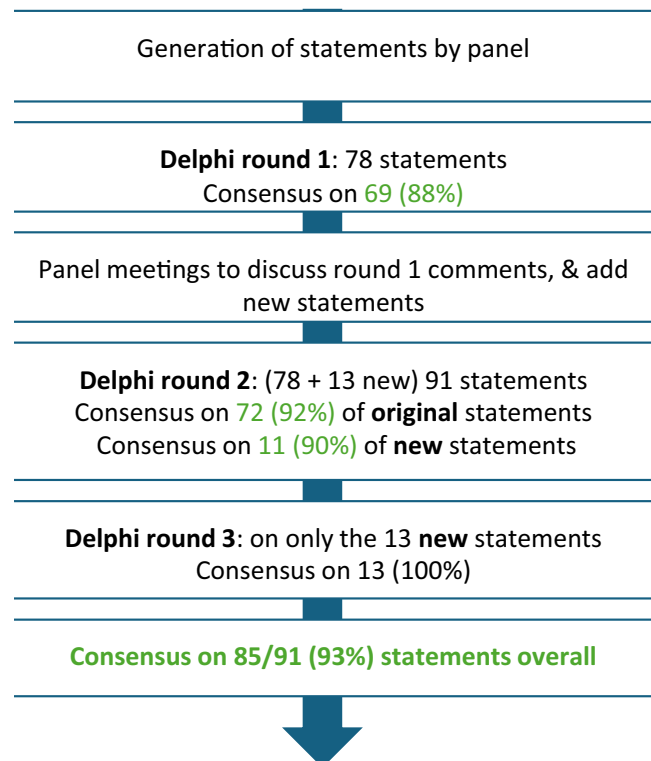 Generation of statements by panel
Delphi round 1: 78 statements
Consensus on 69 (88%)
Panel meetings to discuss round 1 comments, & add
new statements
Delphi round 2: (78 + 13 new) 91 statements
Consensus on 72 (92%) of original statements
Consensus on 11 (90%) of new statements
Delphi round 3: on only the 13 new statements
Consensus on 13 (100%)
Consensus on 85/91 (93%) statements overall